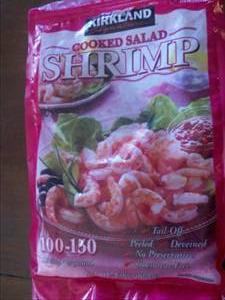 KIRKLAND
COOKED SALAD
SHRIMP
Tail-Off
Peeled Deveined
No Preservatives
100-150